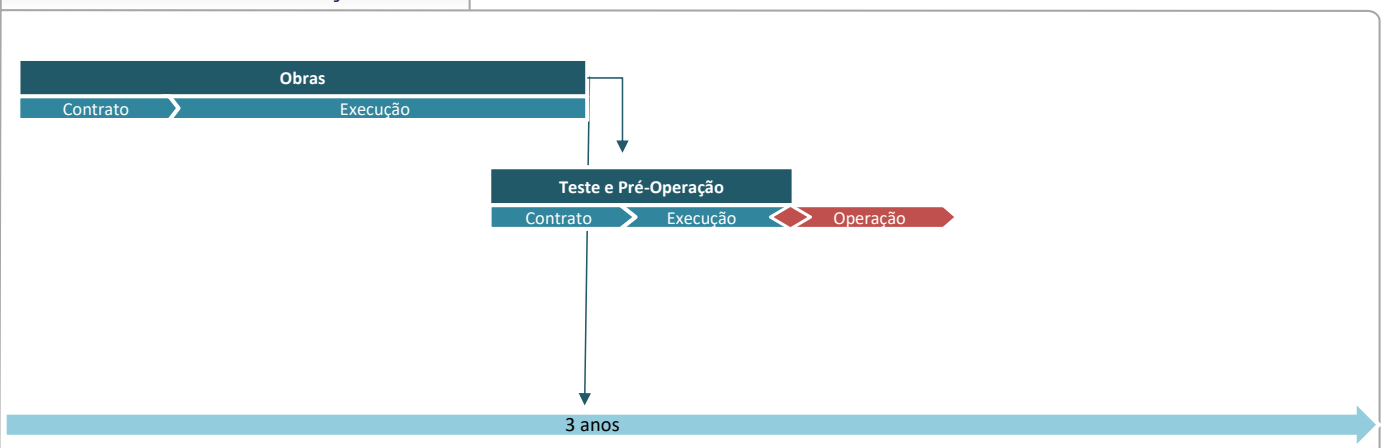 Obras
Contrato Execução
Teste e Pré-Operação
Contrato Execução Operação
3 anos